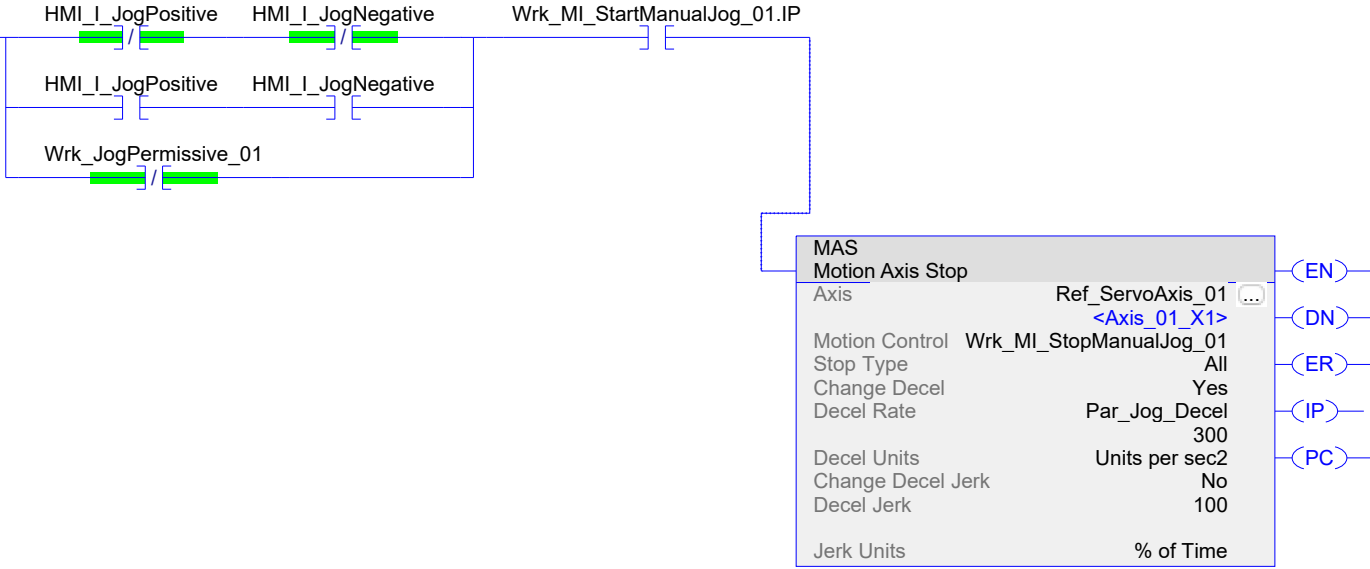 HMI_I_JogPositive HMI_I_JogNegative Wrk_MI_StartManualJog_01.IP
HMI_I_JogPositive HMI_I_JogNegative
Wrk_JogPermissive_01
MAS
Motion Axis Stop
EN
Axis Ref_ServoAxis_01 ...
<Axis_01_X1>
DN
Motion Control Wrk_MI_StopManualJog_01
Stop Type All
ER
Change Decel Yes
Decel Rate Par_Jog_Decel
IP
300
Decel Units Units per sec2
PC
Change Decel Jerk No
Decel Jerk 100
Jerk Units % of Time